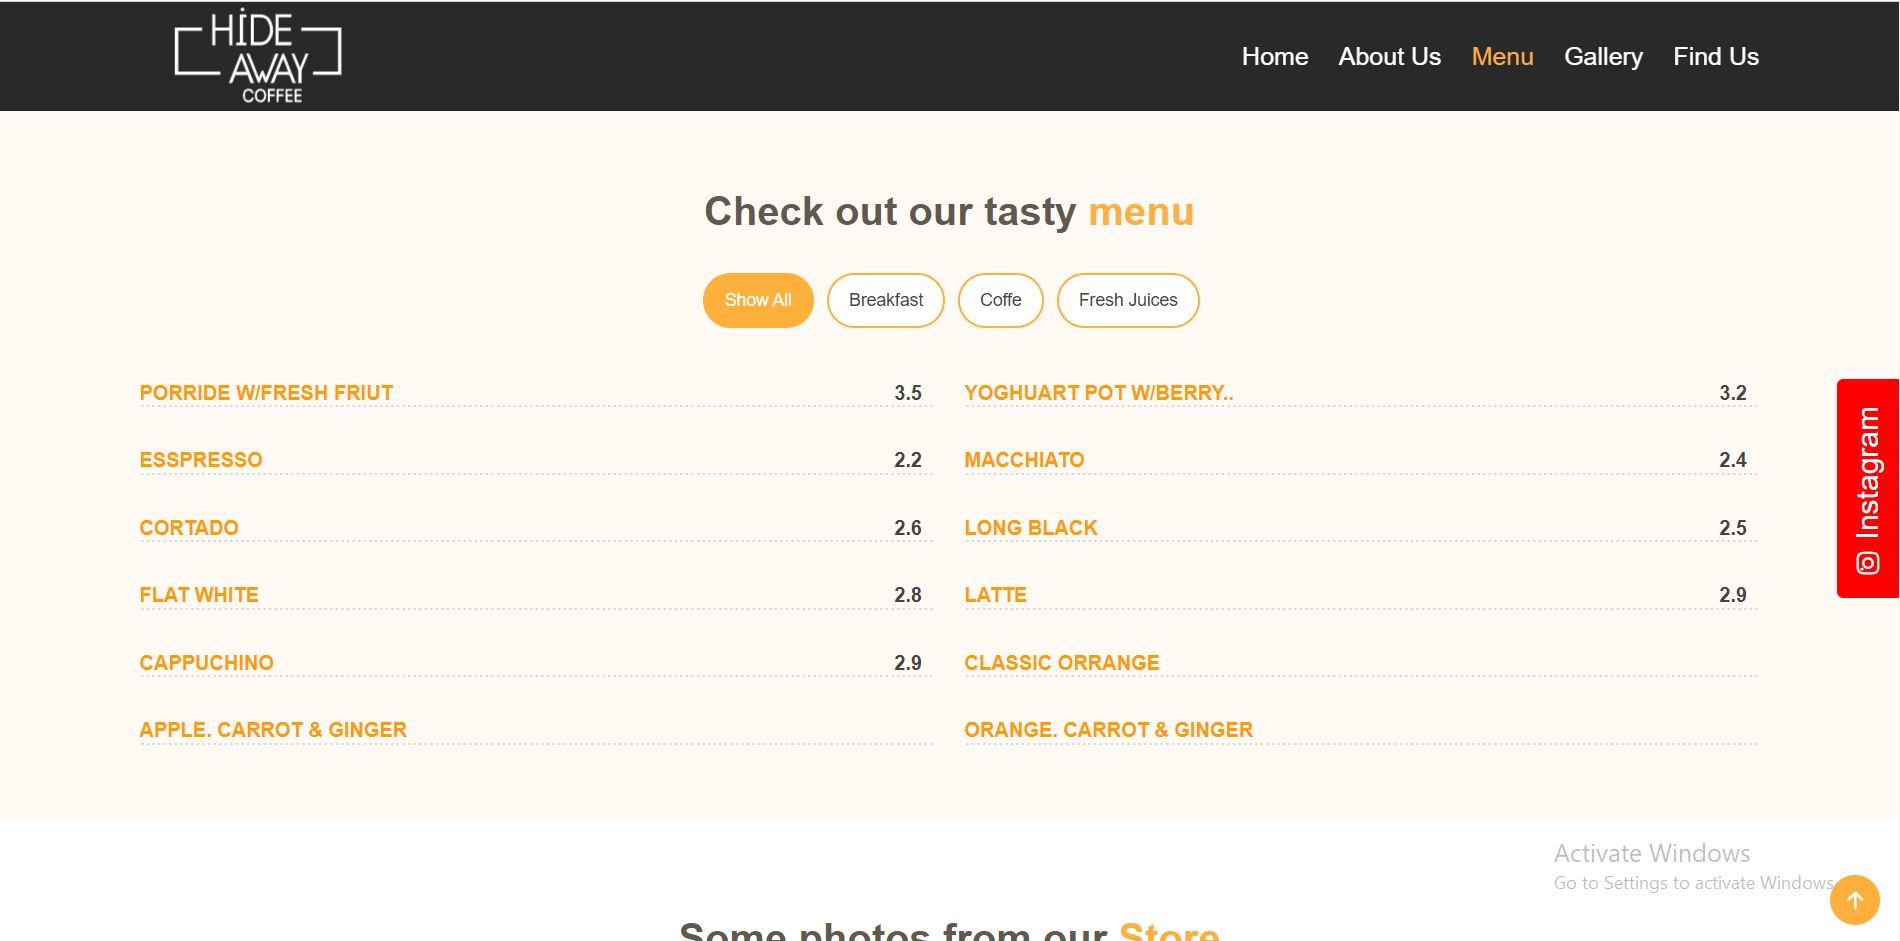 HiDE
AWAY
COFFEE
Home About Us Menu Gallery Find Us
Check out our tasty menu
Show All Breakfast Coffe Fresh Juices
PORRIDE W/FRESH FRIUT 3.5
YOGHUART POT W/BERRY.. 3.2
ESSPRESSO 2.2
MACCHIATO 2.4
CORTADO 2.6
LONG BLACK 2.5
FLAT WHITE 2.8
LATTE 2.9
CAPPUCHINO 2.9
CLASSIC ORRANGE
APPLE. CARROT & GINGER
ORANGE. CARROT & GINGER
Instagram
Activate Windows
Go to Settings to activate Windows
Some photos from our Store